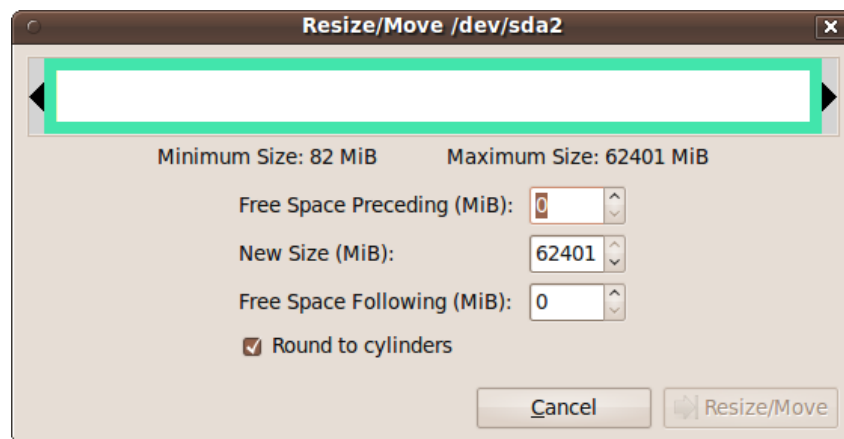 Resize/Move /dev/sda2
Minimum Size: 82 MiB Maximum Size: 62401 MiB
Free Space Preceding (MiB): 0
New Size (MiB): 62401
Free Space Following (MiB): 0
Round to cylinders
Cancel Resize/Move